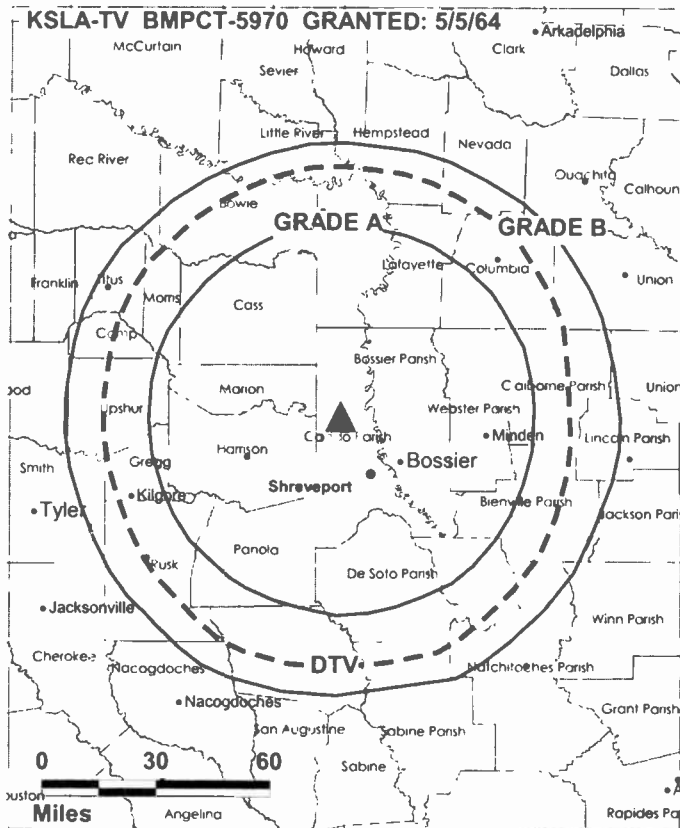 KSLA-TV BMPCT-5970 GRANTED: 5/5/64
Arkadelphia
McCurtain
Howard
Clark
Sevier
Dallas
Little River
Hempstead
Nevada
Rec River
Ouachita
Calhoun
Bowie
GRADE A
GRADE B
Lafayette
Columbia
Franklin
Titus
Union
Morris
Cass
Camp
Bossier Parish
Marion
Claiborne Parish
Union
Upshur
Webster Parish
Minden
Lincoln Parish
Harrison
Smith
Gregg
Bossier
Shreveport
Kilgore
Bienville Parish
Tyler
Jackson Paris
Panola
Rusk
De Soto Parish
Jacksonville
Winn Parish
Cherokee
Nacogdoches
DTV
Natchitoches Parish
Nacogdoches
Grant Parish
San Augustine
Sabine Parish
0 30 60
Sabine
Miles
Angelina
Rapides Pa